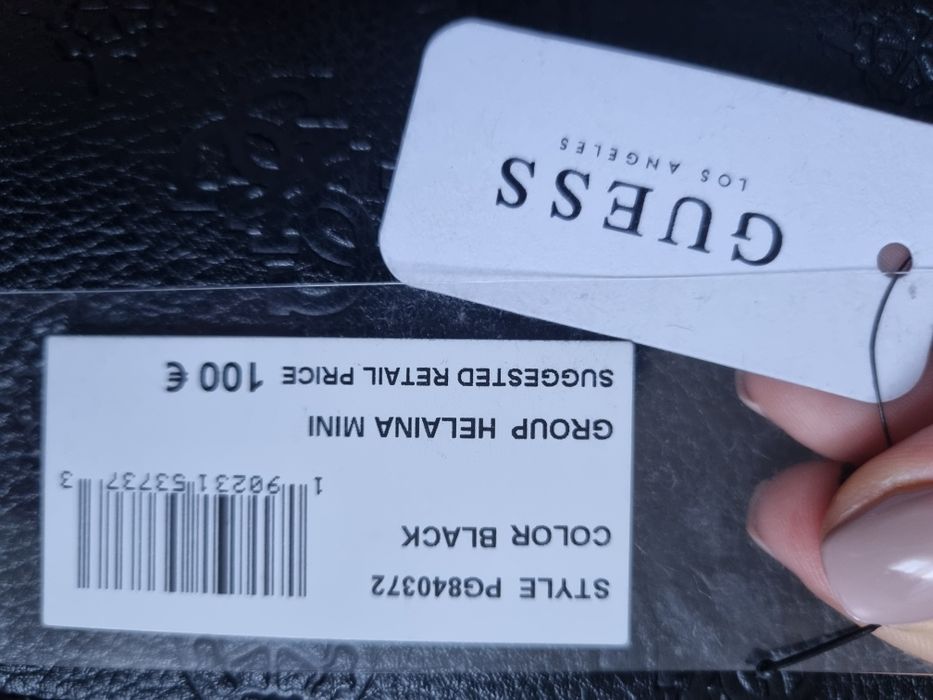 GUESS
LOS ANGELES
STYLE PG840372
COLOR BLACK
1 90231 53737 3
GROUP HELAINA MINI
SUGGESTED RETAIL PRICE 100 €